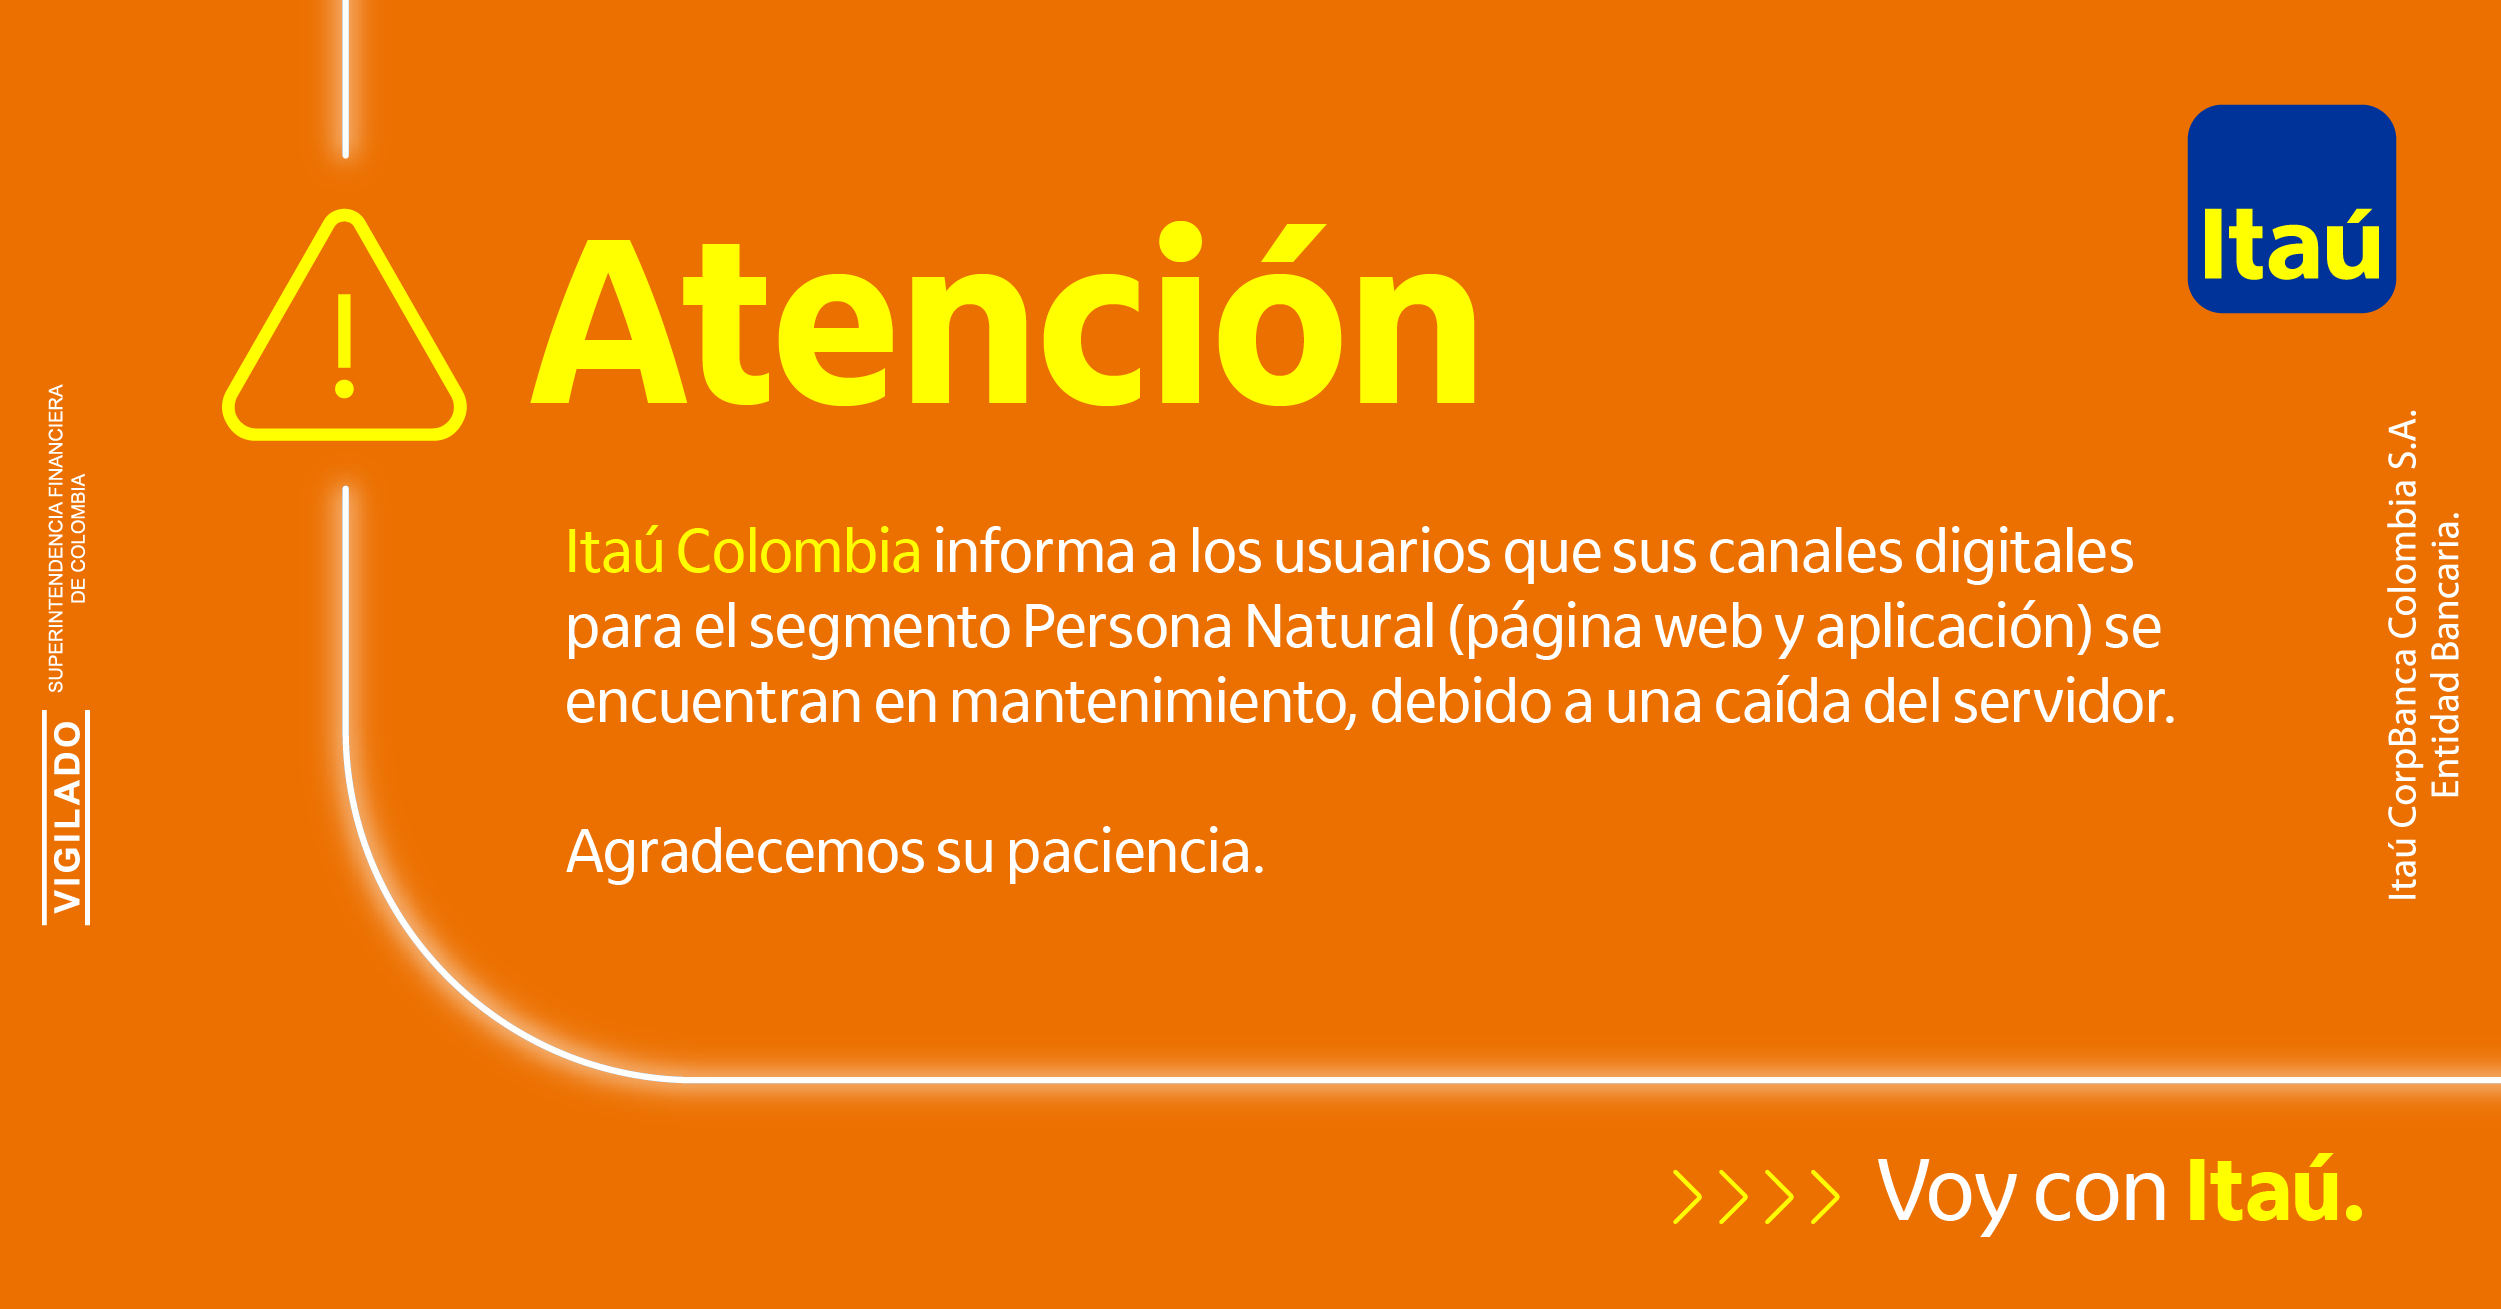 Itaú
Atención
Itaú Colombia informa a los usuarios que sus canales digitales
para el segmento Persona Natural (página web y aplicación) se
encuentran en mantenimiento, debido a una caída del servidor.
Agradecemos su paciencia.
Voy con Itaú.
VIGILADO
SUPERINTENDENCIA FINANCIERA
DE COLOMBIA
Itaú CorpBanca Colombia S.A.
Entidad Bancaria.